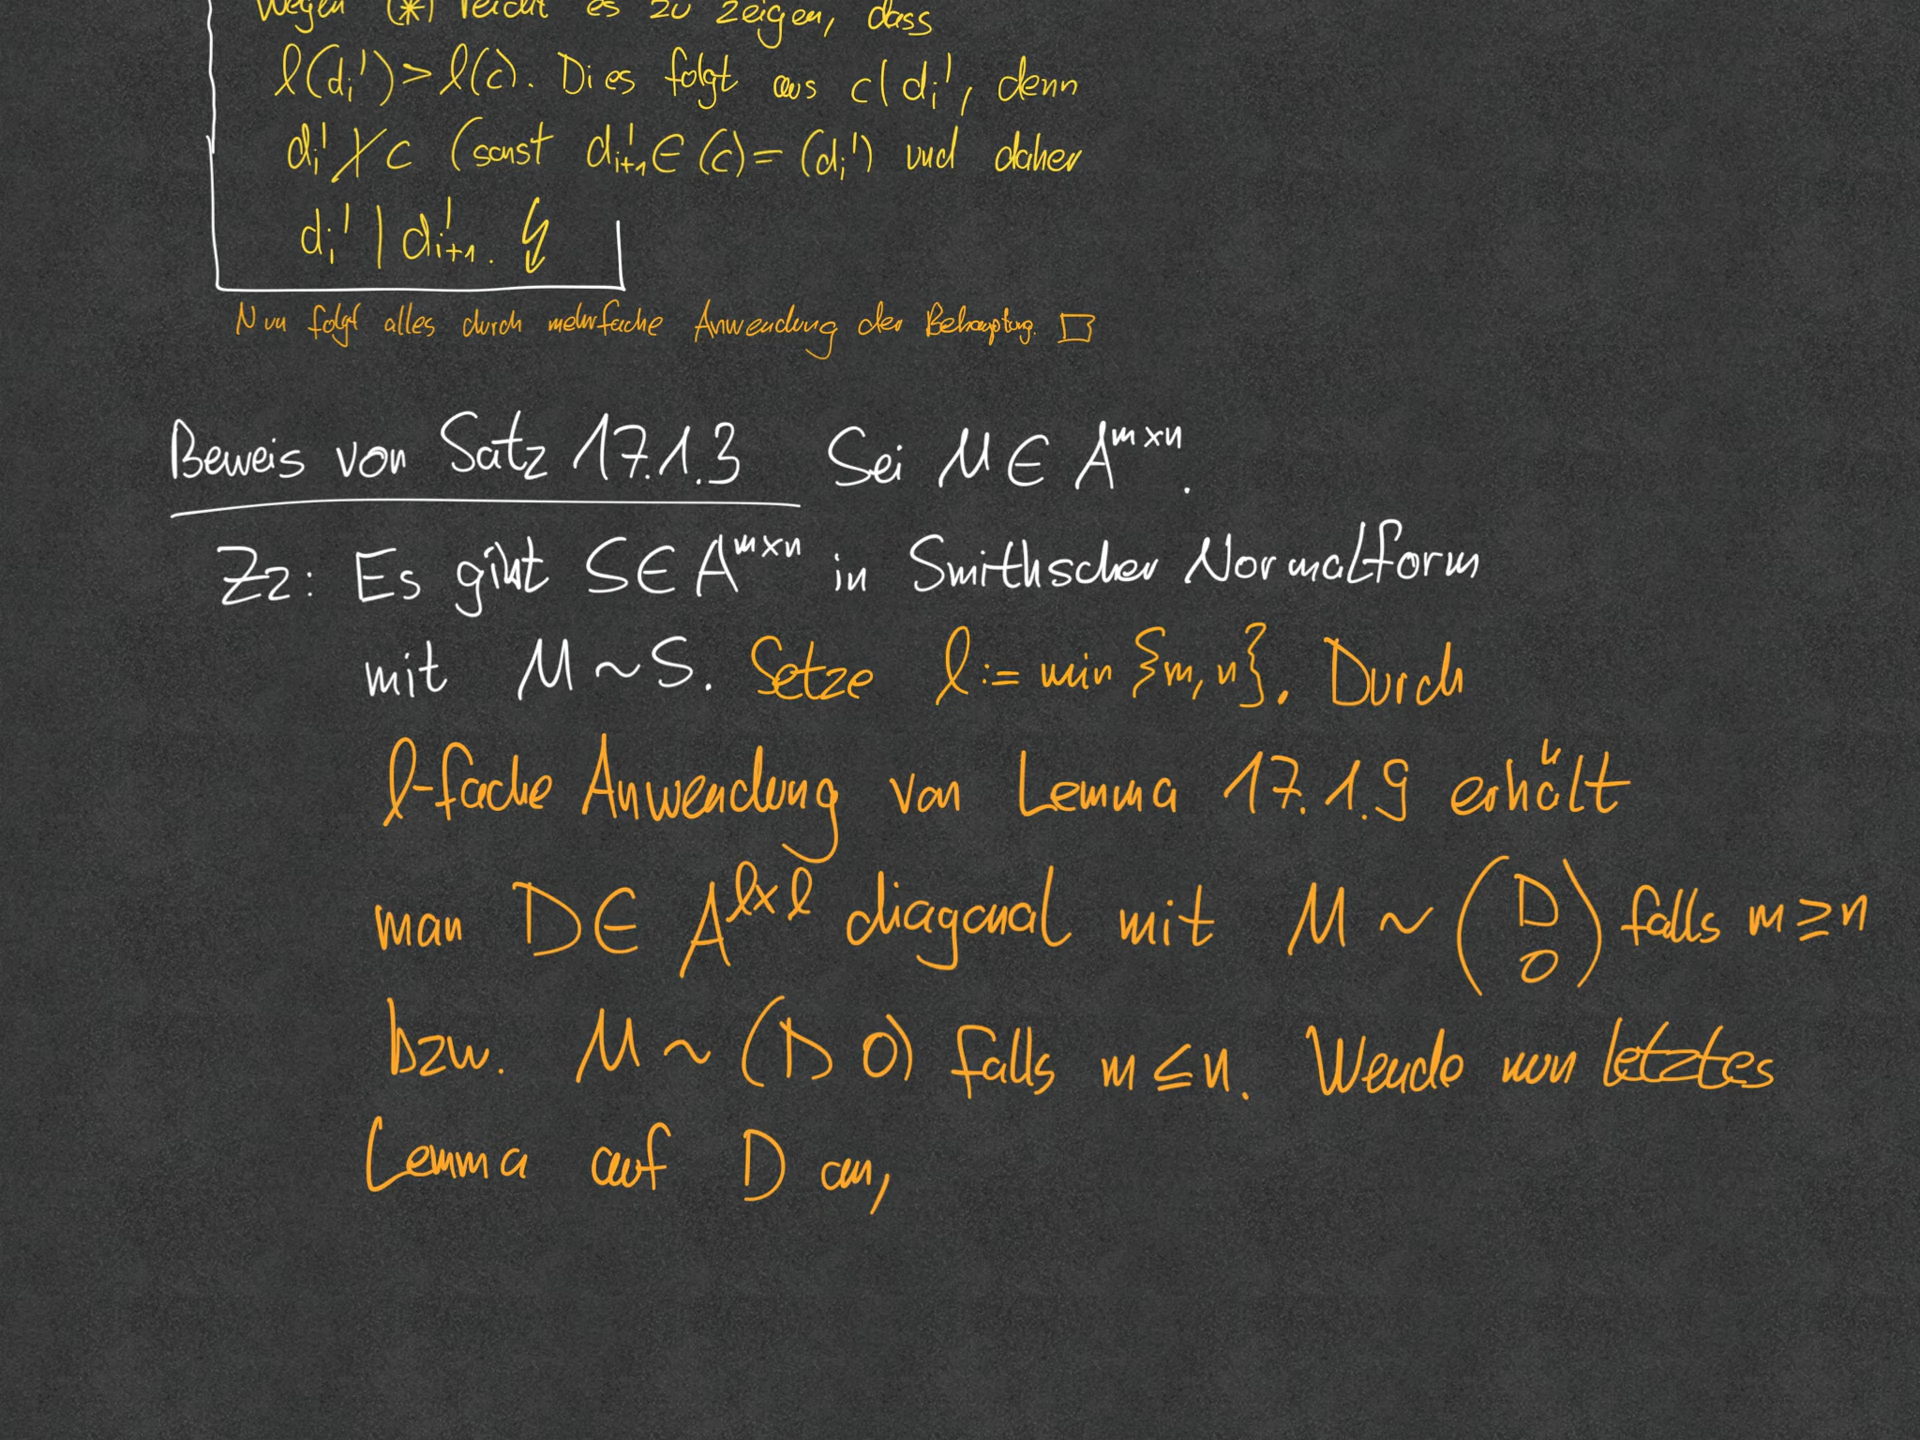 Wegen (*) reicht es zu zeigen, dass
ℓ(dᵢ') > ℓ(c). Dies folgt aus c | dᵢ', denn
dᵢ' ∤ c (sonst d'ᵢ₊₁ ∈ (c) = (dᵢ') und daher
dᵢ' | d'ᵢ₊₁. ↯
Nun folgt alles durch mehrfache Anwendung der Behauptung. □
Beweis von Satz 17.1.3 Sei M ∈ A^{m×n}.
Zz: Es gibt S ∈ A^{m×n} in Smithscher Normalform
mit M ~ S. Setze ℓ := min {m, n}. Durch
ℓ-fache Anwendung von Lemma 17.1.9 erhält
man D ∈ A^{ℓ×ℓ} diagonal mit M ~ (D 0) falls m ≥ n
bzw. M ~ (D 0) falls m ≤ n. Wende nun letztes
Lemma auf D an,